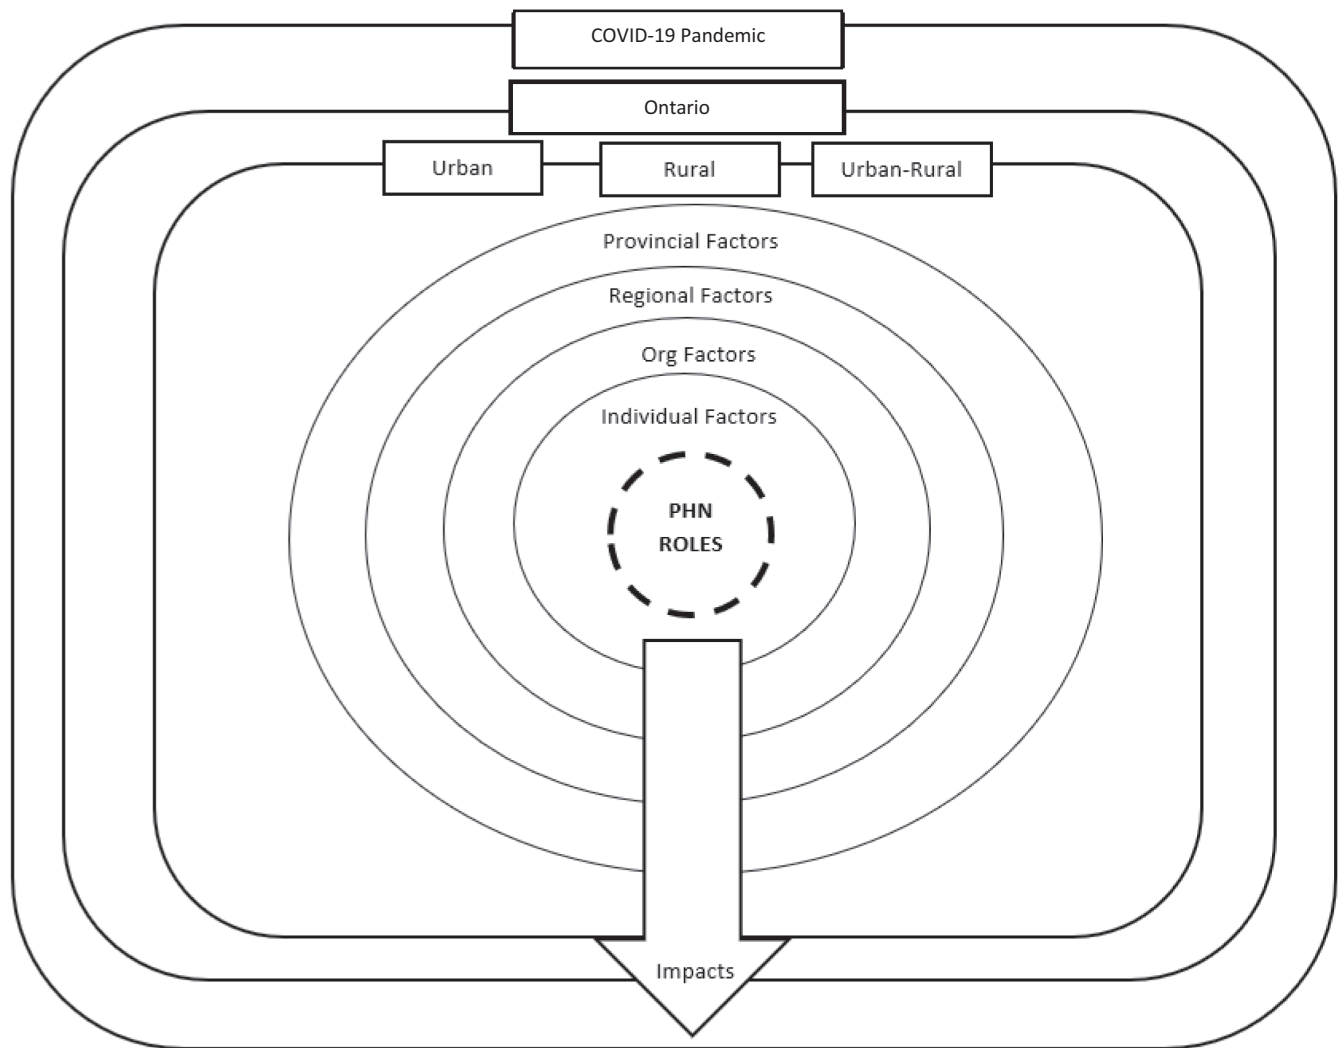 COVID-19 Pandemic
Ontario
Urban
Rural
Urban-Rural
Provincial Factors
Regional Factors
Org Factors
Individual Factors
PHN
ROLES
Impacts